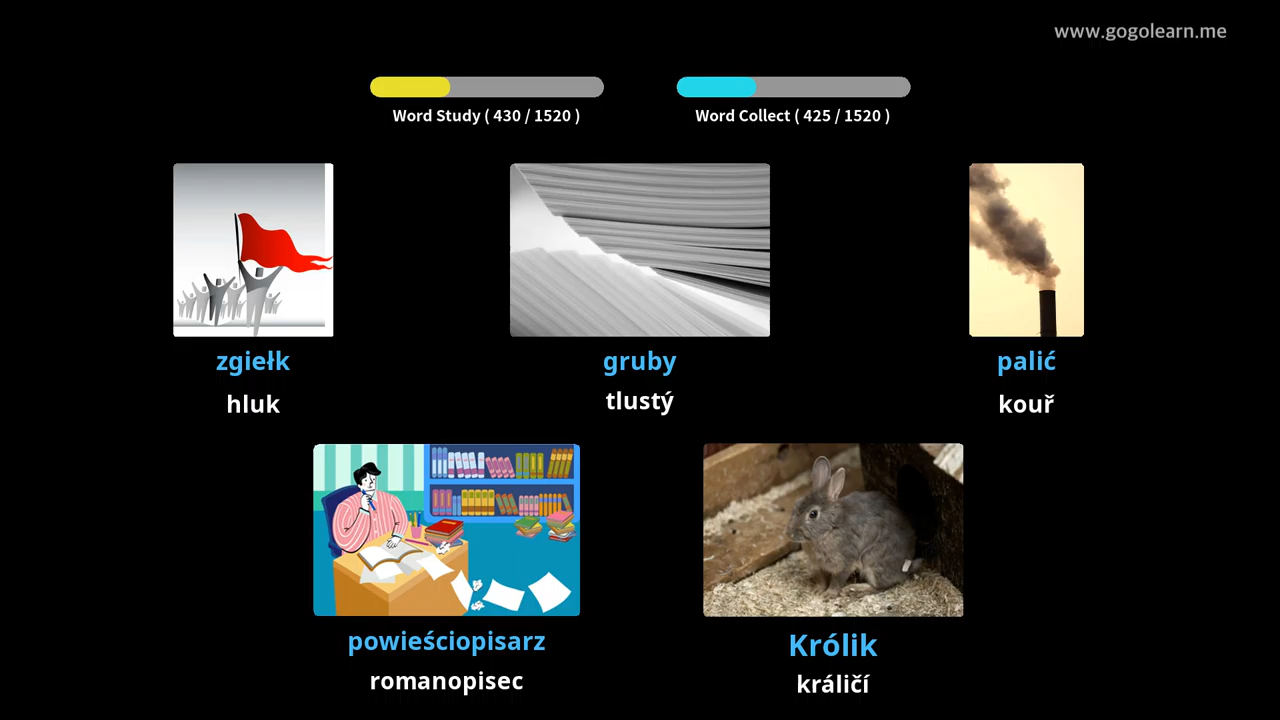 www.gogolearn.me
Word Study ( 430 / 1520 )
Word Collect ( 425 / 1520 )
zgiełk
hluk
gruby
tlustý
palić
kouř
powieściopisarz
romanopisec
Królik
králičí